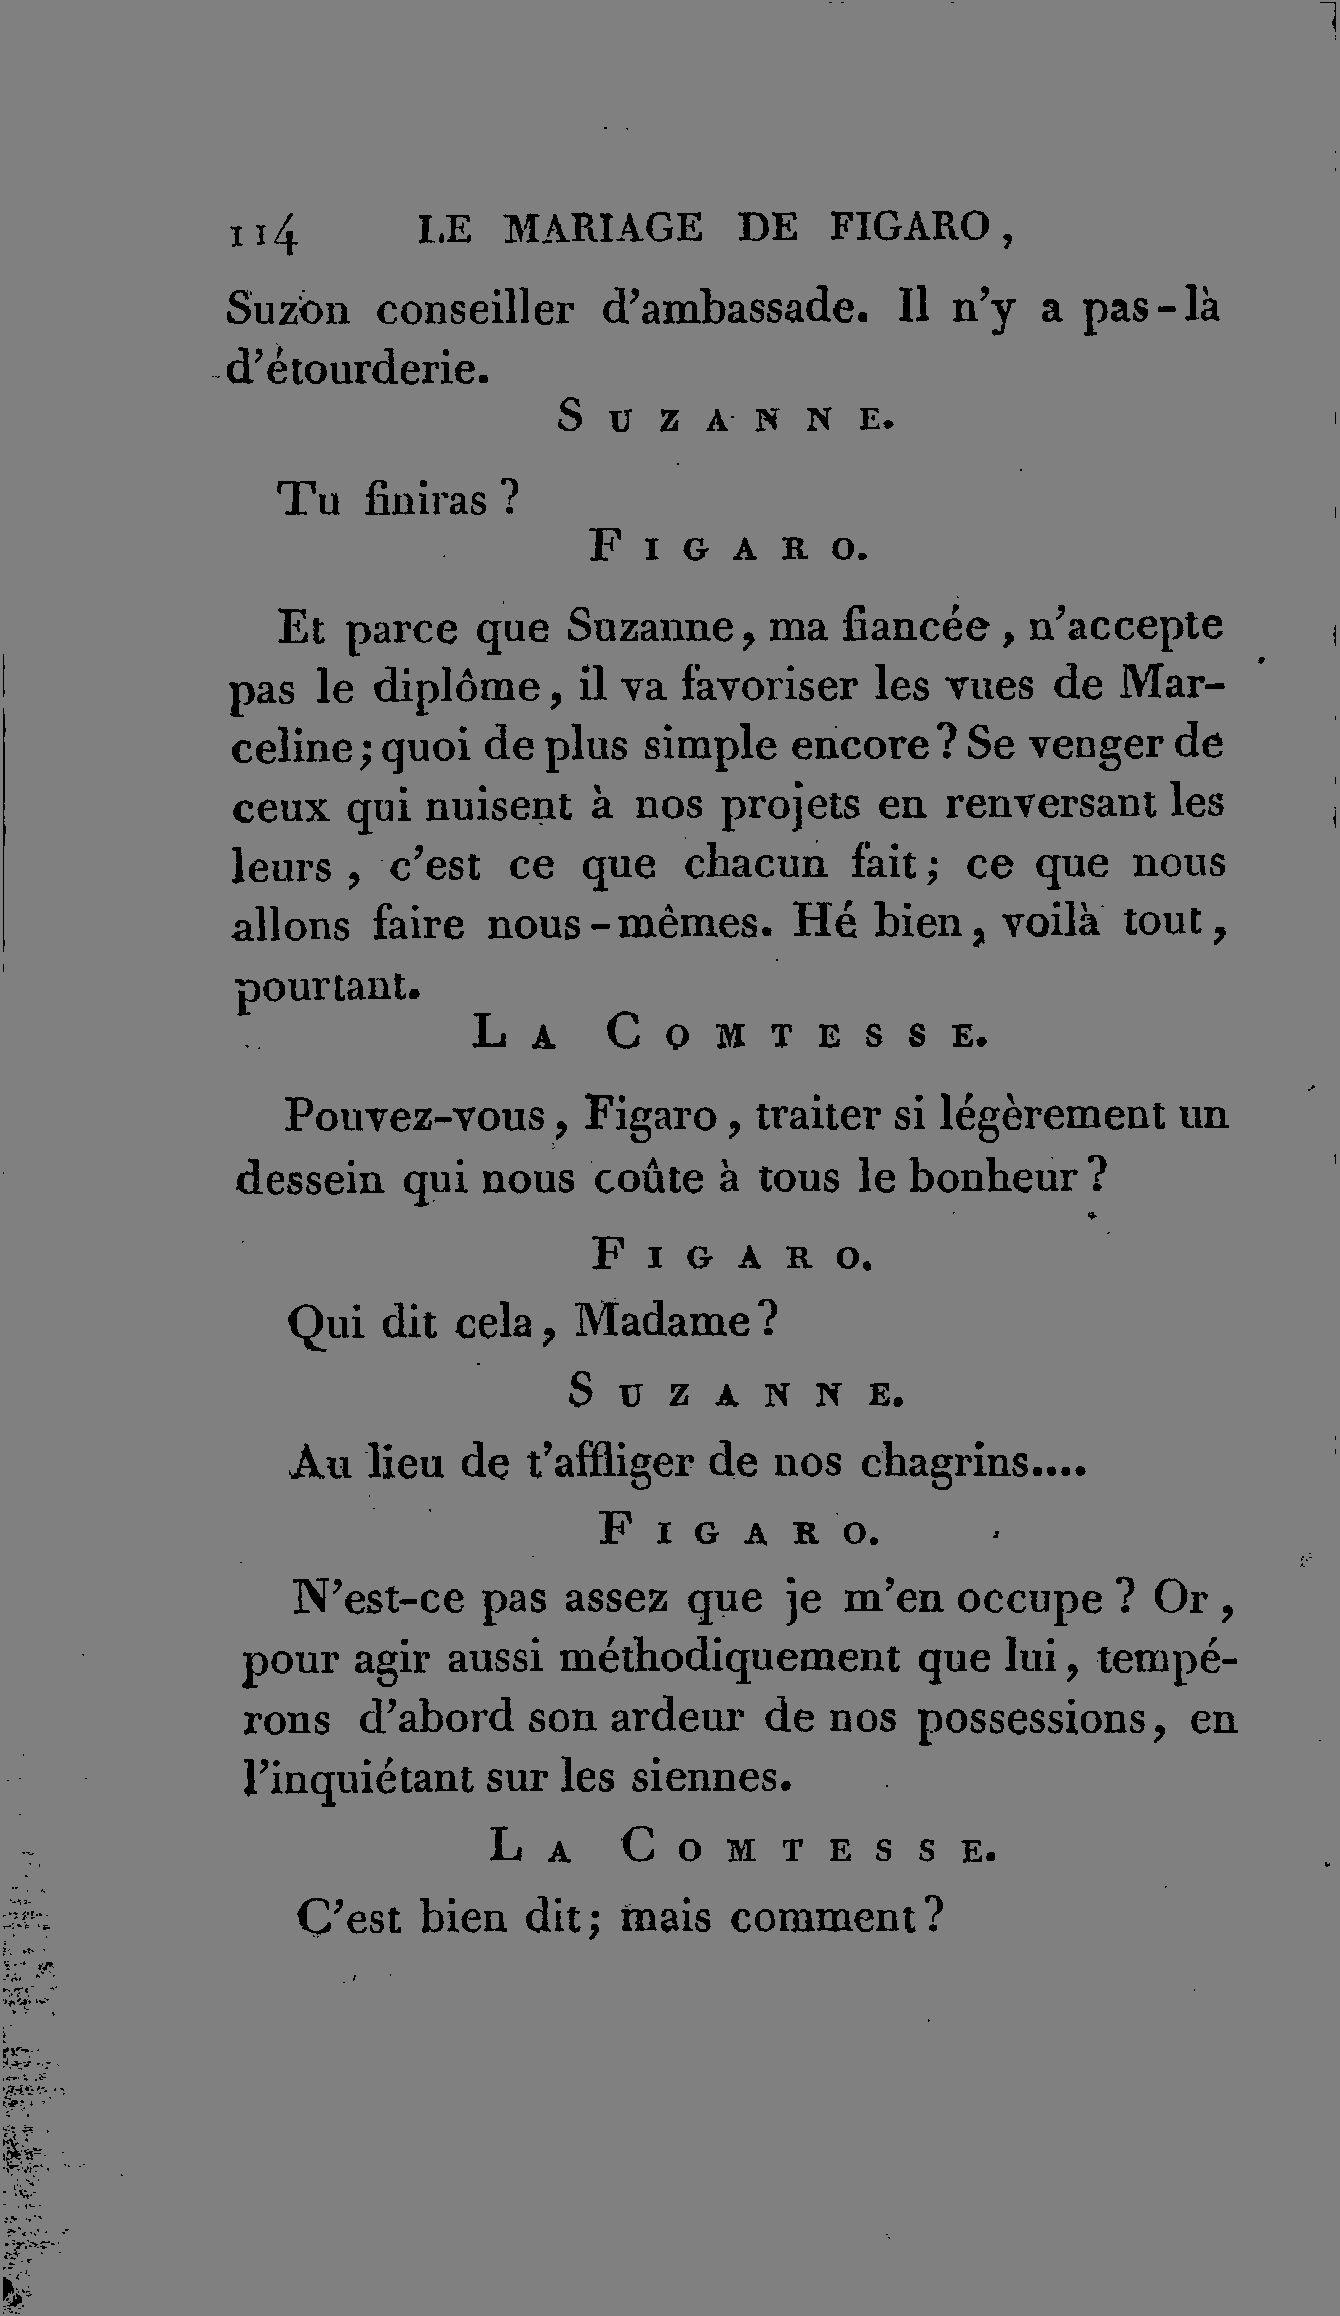 114 LE MARIAGE DE FIGARO,
Suzon conseiller d'ambassade. Il n'y a pas-là
d'étourderie.
SUZANNE.
Tu finiras ?
FIGARO.
Et parce que Suzanne, ma fiancée, n'accepte
pas le diplôme, il va favoriser les vues de Mar-
celine; quoi de plus simple encore? Se venger de
ceux qui nuisent à nos projets en renversant les
leurs, c'est ce que chacun fait; ce que nous
allons faire nous-mêmes. Hé bien, voilà tout,
pourtant.
LA COMTESSE.
Pouvez-vous, Figaro, traiter si légèrement un
dessein qui nous coûte à tous le bonheur?
FIGARO.
Qui dit cela, Madame?
SUZANNE.
Au lieu de t'affliger de nos chagrins....
FIGARO.
N'est-ce pas assez que je m'en occupe ? Or,
pour agir aussi méthodiquement que lui, tempé-
rons d'abord son ardeur de nos possessions, en
l'inquiétant sur les siennes.
LA COMTESSE.
C'est bien dit; mais comment?